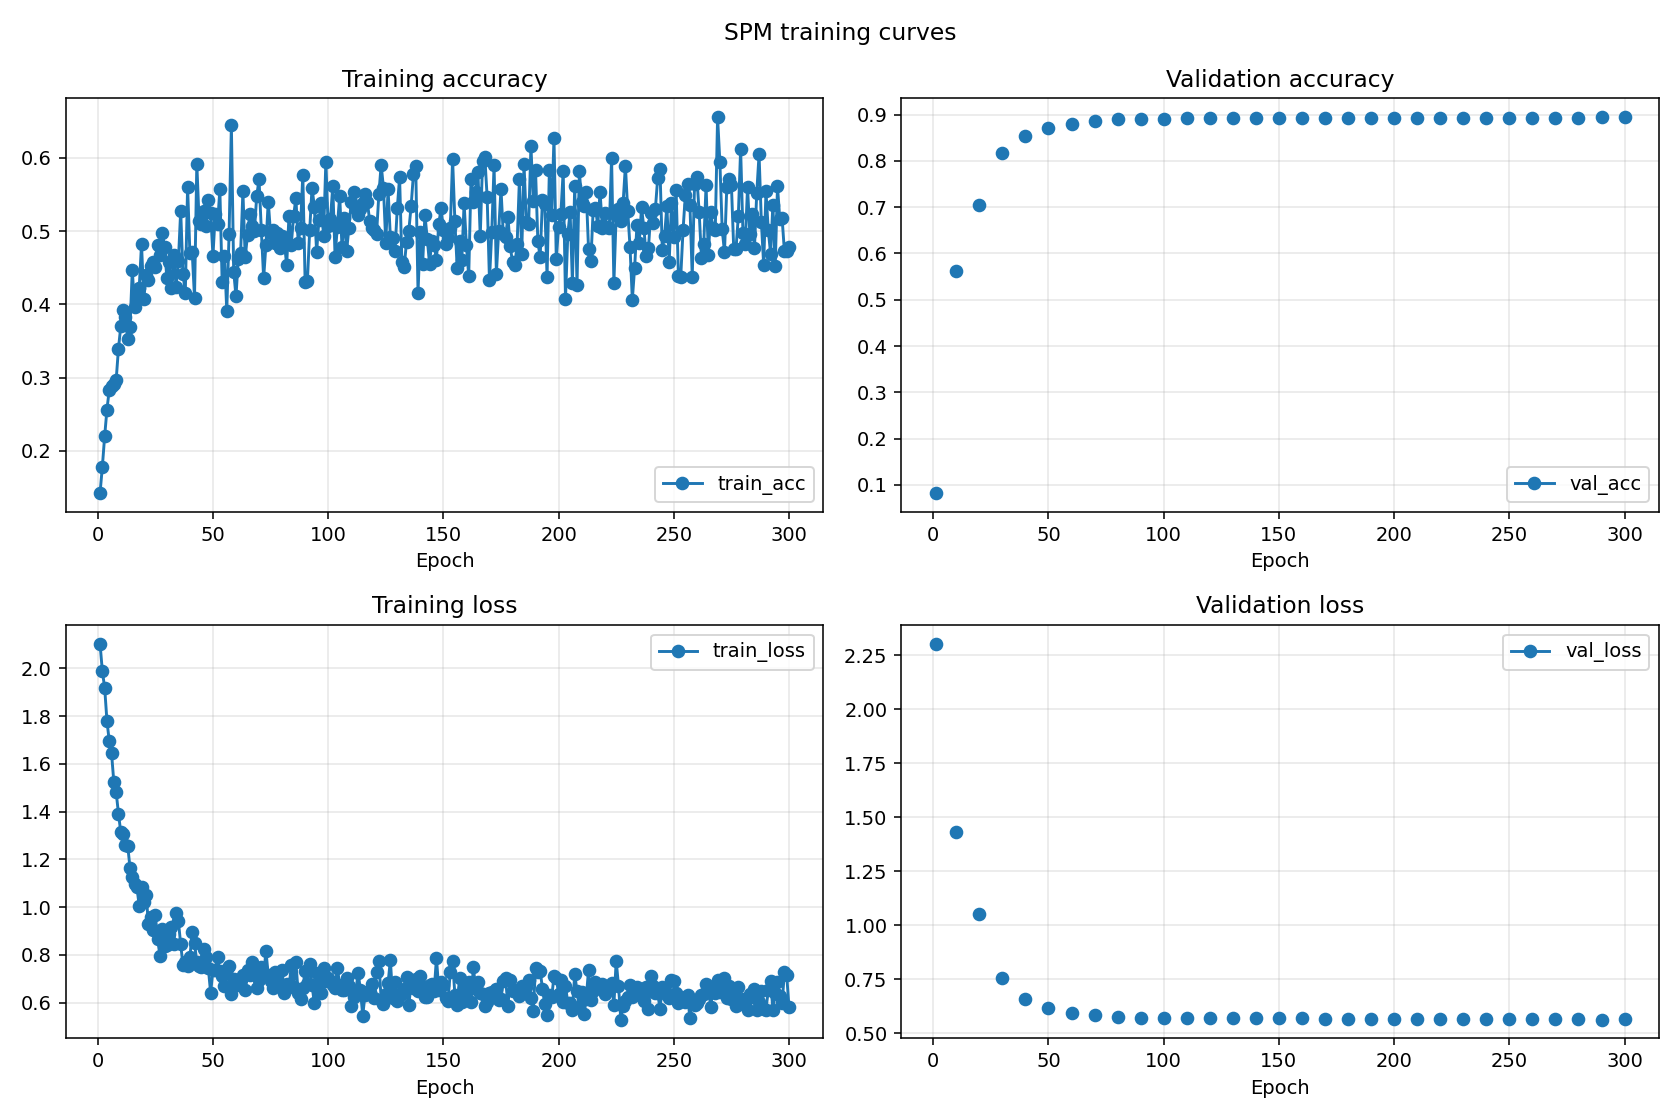 SPM training curves
Training accuracy
0.6
0.5
0.4
0.3
0.2
train_acc
0 50 100 150 200 250 300
Epoch
Validation accuracy
0.9
0.8
0.7
0.6
0.5
0.4
0.3
0.2
0.1
val_acc
0 50 100 150 200 250 300
Epoch
Training loss
2.0
1.8
1.6
1.4
1.2
1.0
0.8
0.6
train_loss
0 50 100 150 200 250 300
Epoch
Validation loss
2.25
2.00
1.75
1.50
1.25
1.00
0.75
0.50
val_loss
0 50 100 150 200 250 300
Epoch